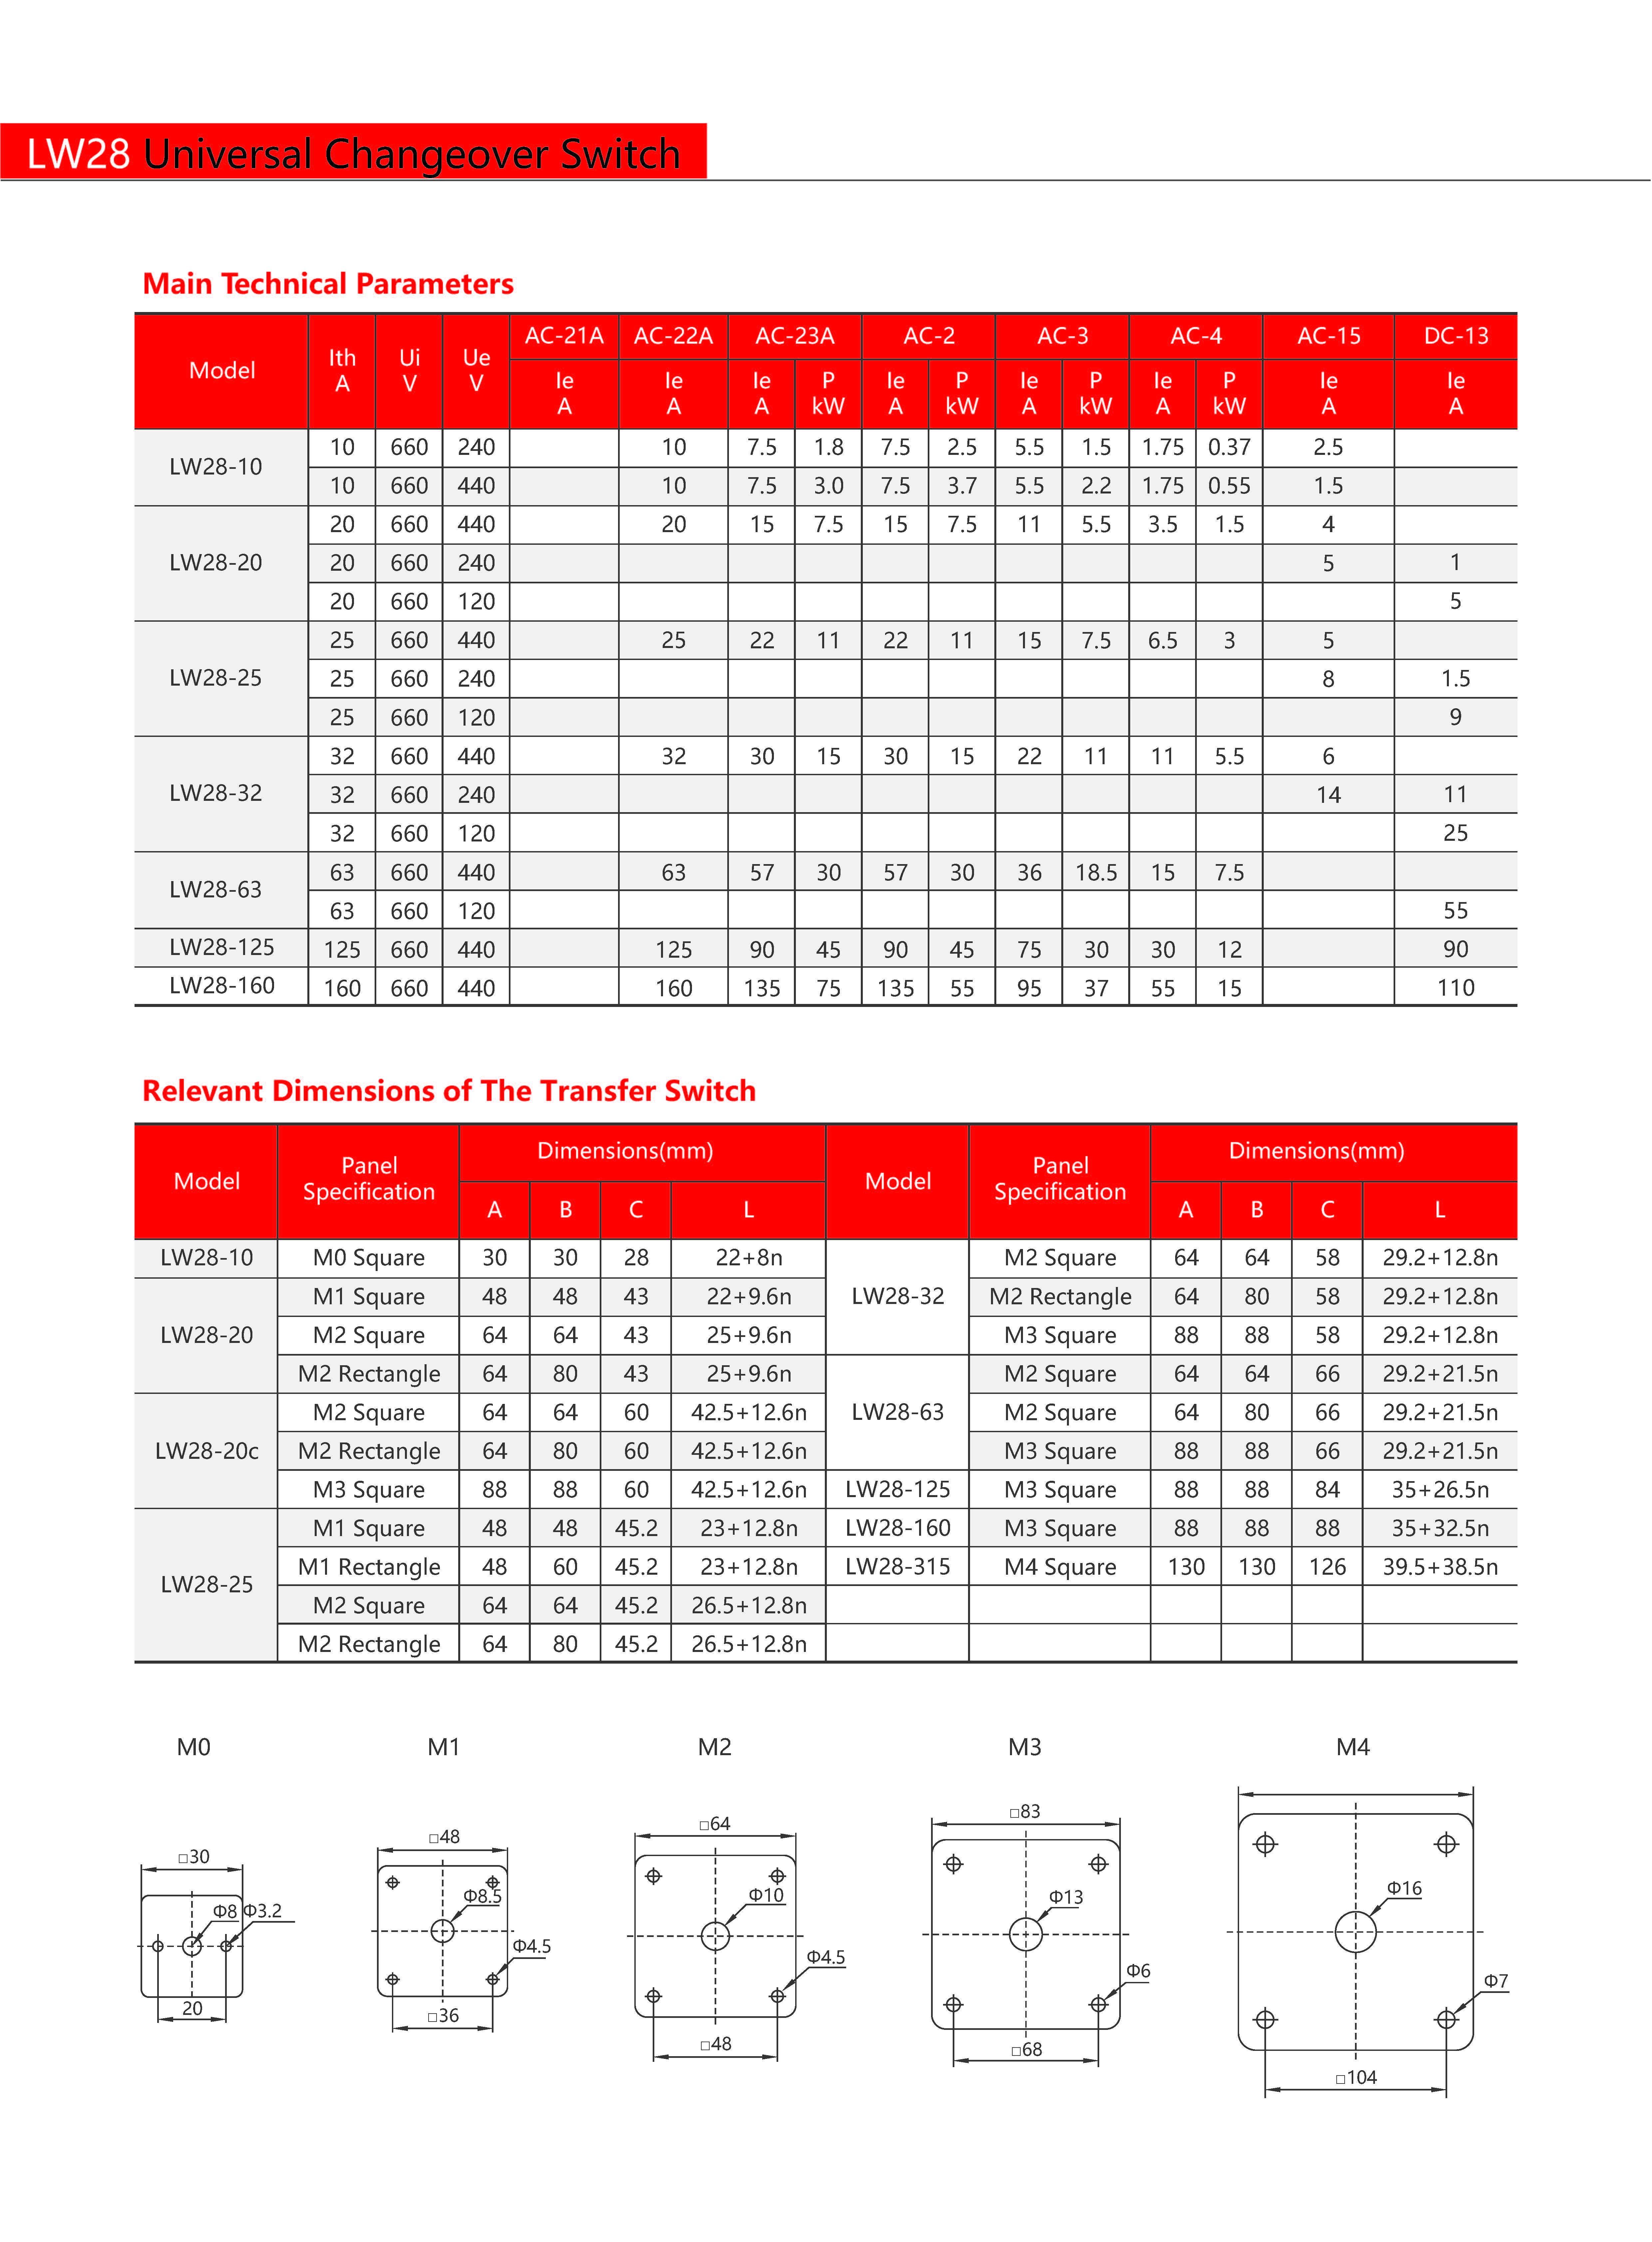 LW28 Universal Changeover Switch
Main Technical Parameters
Model Ith A Ui V Ue V AC-21A AC-22A AC-23A AC-2 AC-3 AC-4 AC-15 DC-13
Ie A Ie A Ie A P kW Ie A P kW Ie A P kW Ie A P kW Ie A Ie A
LW28-10 10 660 240 10 7.5 1.8 7.5 2.5 5.5 1.5 1.75 0.37 2.5
10 660 440 10 7.5 3.0 7.5 3.7 5.5 2.2 1.75 0.55 1.5
LW28-20 20 660 440 20 15 7.5 15 7.5 11 5.5 3.5 1.5 4
20 660 240 5 1
20 660 120 5
LW28-25 25 660 440 25 22 11 22 11 15 7.5 6.5 3 5
25 660 240 8 1.5
25 660 120 9
LW28-32 32 660 440 32 30 15 30 15 22 11 11 5.5 6
32 660 240 14 11
32 660 120 25
LW28-63 63 660 440 63 57 30 57 30 36 18.5 15 7.5
63 660 120 55
LW28-125 125 660 440 125 90 45 90 45 75 30 30 12 90
LW28-160 160 660 440 160 135 75 135 55 95 37 55 15 110
Relevant Dimensions of The Transfer Switch
Model Panel Specification Dimensions(mm) Model Panel Specification Dimensions(mm)
A B C L A B C L
LW28-10 M0 Square 30 30 28 22+8n LW28-32 M2 Square 64 64 58 29.2+12.8n
LW28-20 M1 Square 48 48 43 22+9.6n M2 Rectangle 64 80 58 29.2+12.8n
M2 Square 64 64 43 25+9.6n M3 Square 88 88 58 29.2+12.8n
M2 Rectangle 64 80 43 25+9.6n LW28-63 M2 Square 64 64 66 29.2+21.5n
LW28-20c M2 Square 64 64 60 42.5+12.6n M2 Square 64 80 66 29.2+21.5n
M2 Rectangle 64 80 60 42.5+12.6n M3 Square 88 88 66 29.2+21.5n
M3 Square 88 88 60 42.5+12.6n LW28-125 M3 Square 88 88 84 35+26.5n
LW28-25 M1 Square 48 48 45.2 23+12.8n LW28-160 M3 Square 88 88 88 35+32.5n
M1 Rectangle 48 60 45.2 23+12.8n LW28-315 M4 Square 130 130 126 39.5+38.5n
M2 Square 64 64 45.2 26.5+12.8n
M2 Rectangle 64 80 45.2 26.5+12.8n
M0 M1 M2 M3 M4
□30
Φ8 Φ3.2
20
□48
Φ8.5
Φ4.5
□36
□64
Φ10
Φ4.5
□48
□83
Φ13
Φ6
□68
Φ16
Φ7
□104